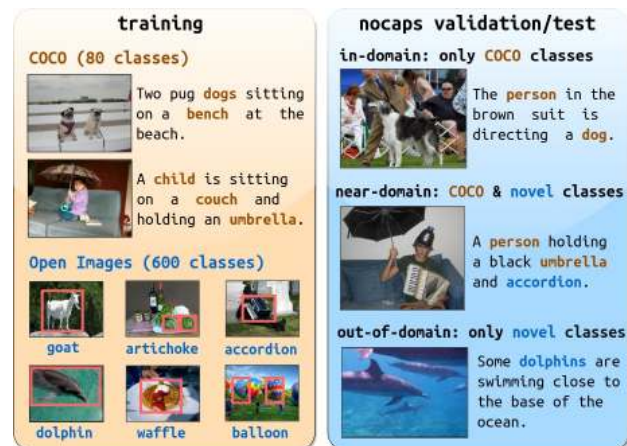 training
COCO (80 classes)
Two pug dogs sitting
on a bench at the
beach.
A child is sitting
on a couch and
holding an umbrella.
Open Images (600 classes)
goat
artichoke
accordion
dolphin
waffle
balloon
nocaps validation/test
in-domain: only COCO classes
The person in the
brown suit is
directing a dog.
near-domain: COCO & novel classes
A person holding
a black umbrella
and accordion.
out-of-domain: only novel classes
Some dolphins are
swimming close to
the base of the
ocean.